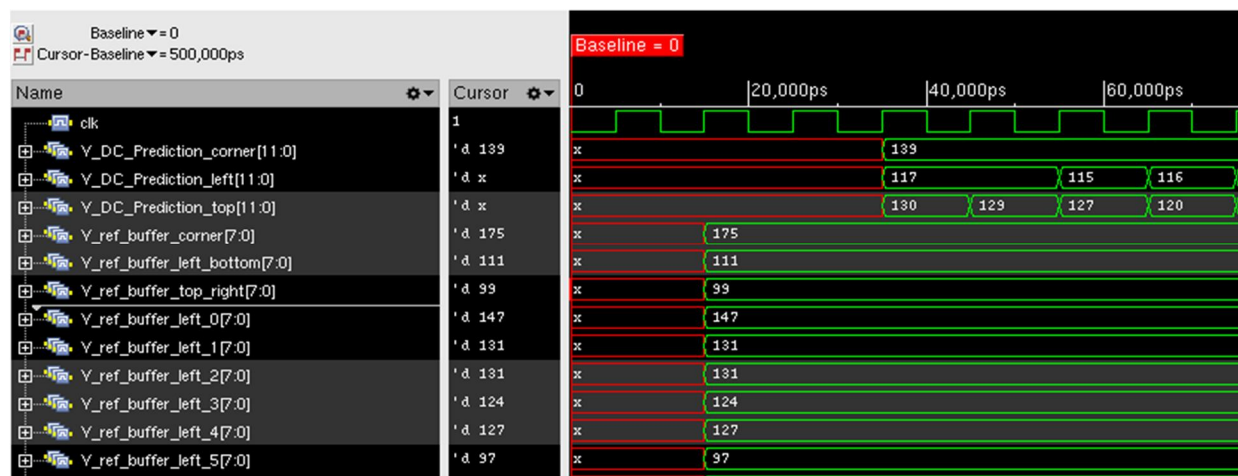 Baseline▼= 0
Cursor-Baseline▼= 500,000ps
Baseline = 0
Name Cursor 0 20,000ps 40,000ps 60,000ps
clk 1
Y_DC_Prediction_corner[11:0] 'd 139 x 139
Y_DC_Prediction_left[11:0] 'd x x 117 115 116
Y_DC_Prediction_top[11:0] 'd x x 130 129 127 120
Y_ref_buffer_corner[7:0] 'd 175 x 175
Y_ref_buffer_left_bottom[7:0] 'd 111 x 111
Y_ref_buffer_top_right[7:0] 'd 99 x 99
Y_ref_buffer_left_0[7:0] 'd 147 x 147
Y_ref_buffer_left_1[7:0] 'd 131 x 131
Y_ref_buffer_left_2[7:0] 'd 131 x 131
Y_ref_buffer_left_3[7:0] 'd 124 x 124
Y_ref_buffer_left_4[7:0] 'd 127 x 127
Y_ref_buffer_left_5[7:0] 'd 97 x 97